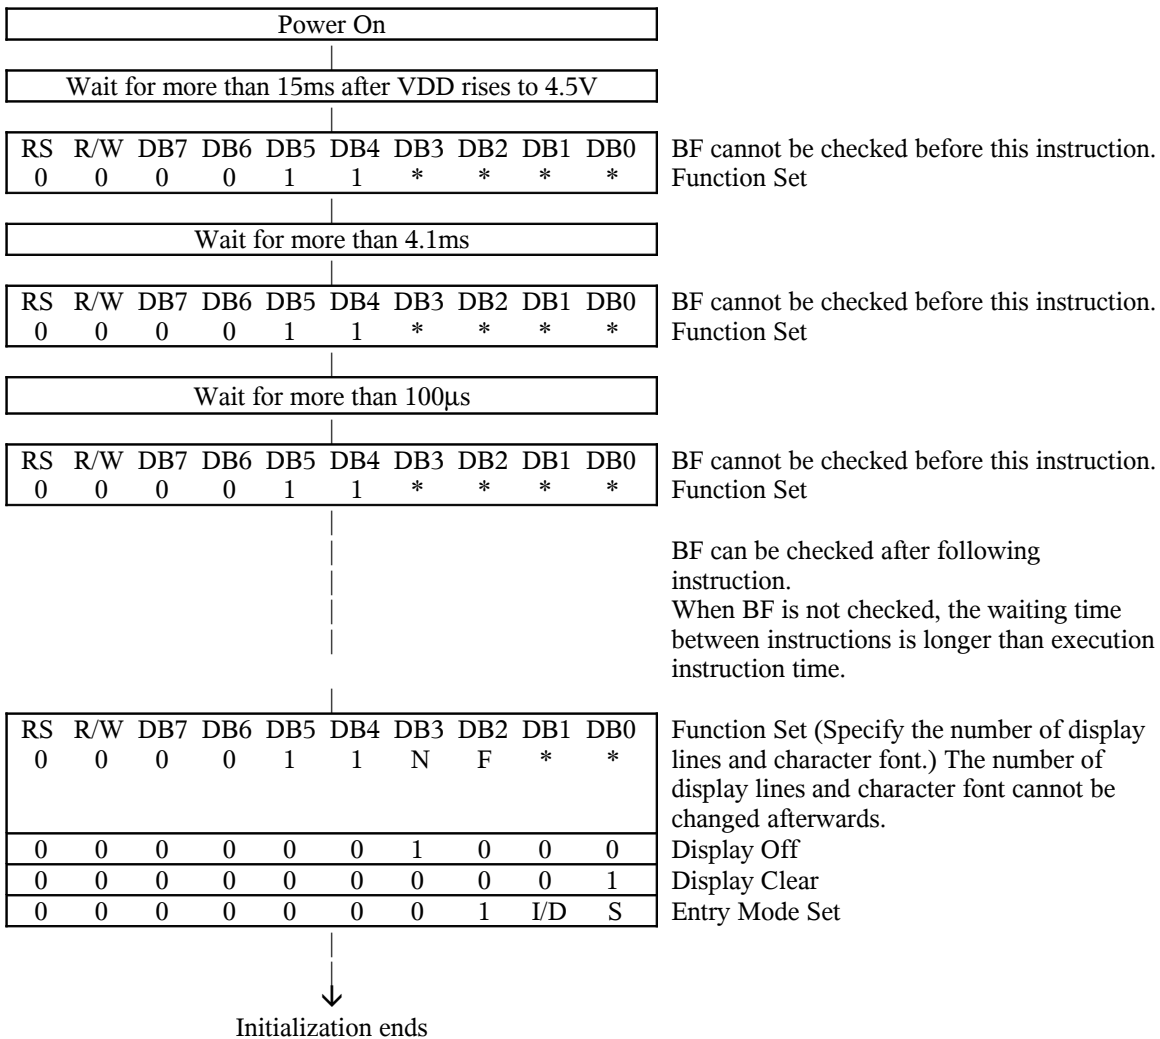 Power On
Wait for more than 15ms after VDD rises to 4.5V
RS R/W DB7 DB6 DB5 DB4 DB3 DB2 DB1 DB0 BF cannot be checked before this instruction.
0 0 0 0 1 1 * * * * Function Set
Wait for more than 4.1ms
RS R/W DB7 DB6 DB5 DB4 DB3 DB2 DB1 DB0 BF cannot be checked before this instruction.
0 0 0 0 1 1 * * * * Function Set
Wait for more than 100µs
RS R/W DB7 DB6 DB5 DB4 DB3 DB2 DB1 DB0 BF cannot be checked before this instruction.
0 0 0 0 1 1 * * * * Function Set
BF can be checked after following
instruction.
When BF is not checked, the waiting time
between instructions is longer than execution
instruction time.
RS R/W DB7 DB6 DB5 DB4 DB3 DB2 DB1 DB0 Function Set (Specify the number of display
0 0 0 0 1 1 N F * * lines and character font.) The number of
display lines and character font cannot be
changed afterwards.
0 0 0 0 0 0 1 0 0 0 Display Off
0 0 0 0 0 0 0 0 0 1 Display Clear
0 0 0 0 0 0 0 1 I/D S Entry Mode Set
Initialization ends